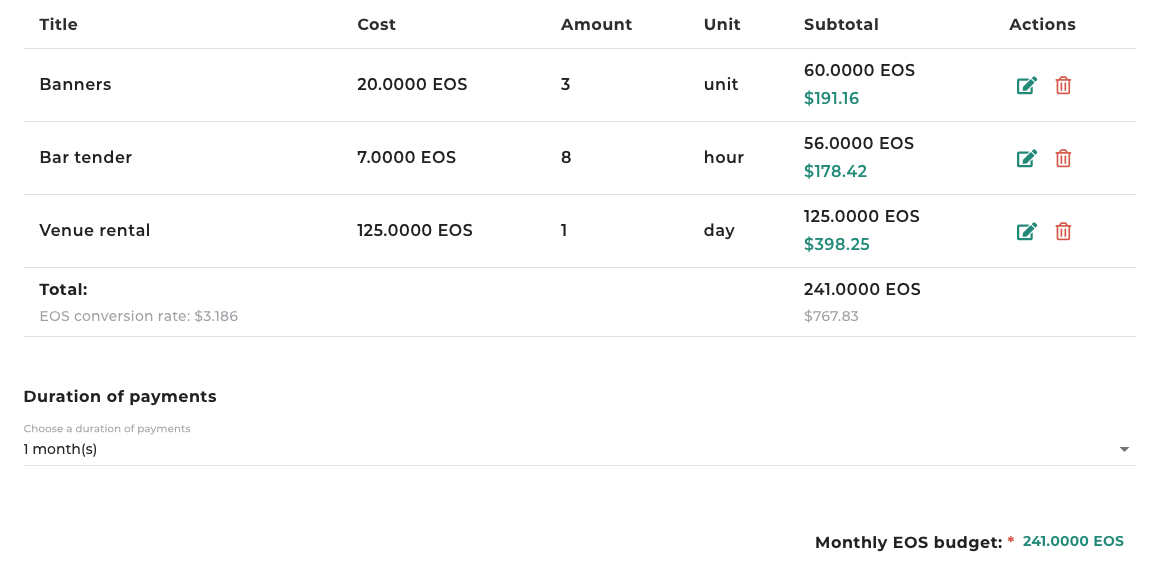 Title Cost Amount Unit Subtotal Actions
Banners 20.0000 EOS 3 unit 60.0000 EOS
$191.16
Bar tender 7.0000 EOS 8 hour 56.0000 EOS
$178.42
Venue rental 125.0000 EOS 1 day 125.0000 EOS
$398.25
Total: 241.0000 EOS
EOS conversion rate: $3.186 $767.83
Duration of payments
Choose a duration of payments
1 month(s)
Monthly EOS budget: * 241.0000 EOS